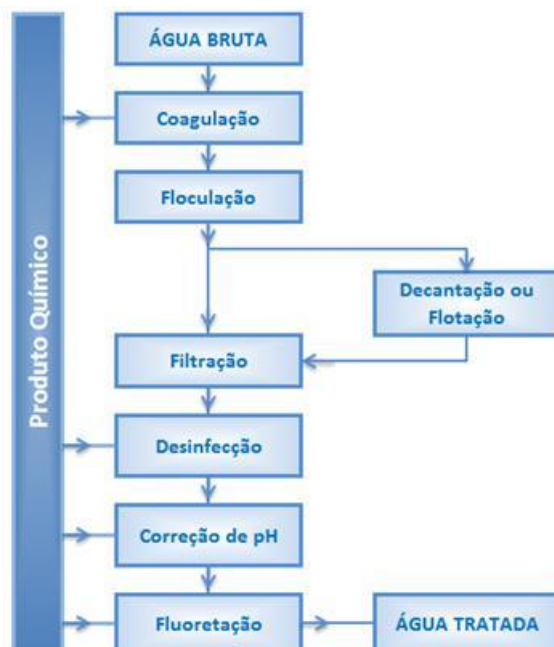 ÁGUA BRUTA
Coagulação
Floculação
Decantação ou
Flotação
Filtração
Desinfecção
Correção de pH
Fluoretação
ÁGUA TRATADA
Produto Químico